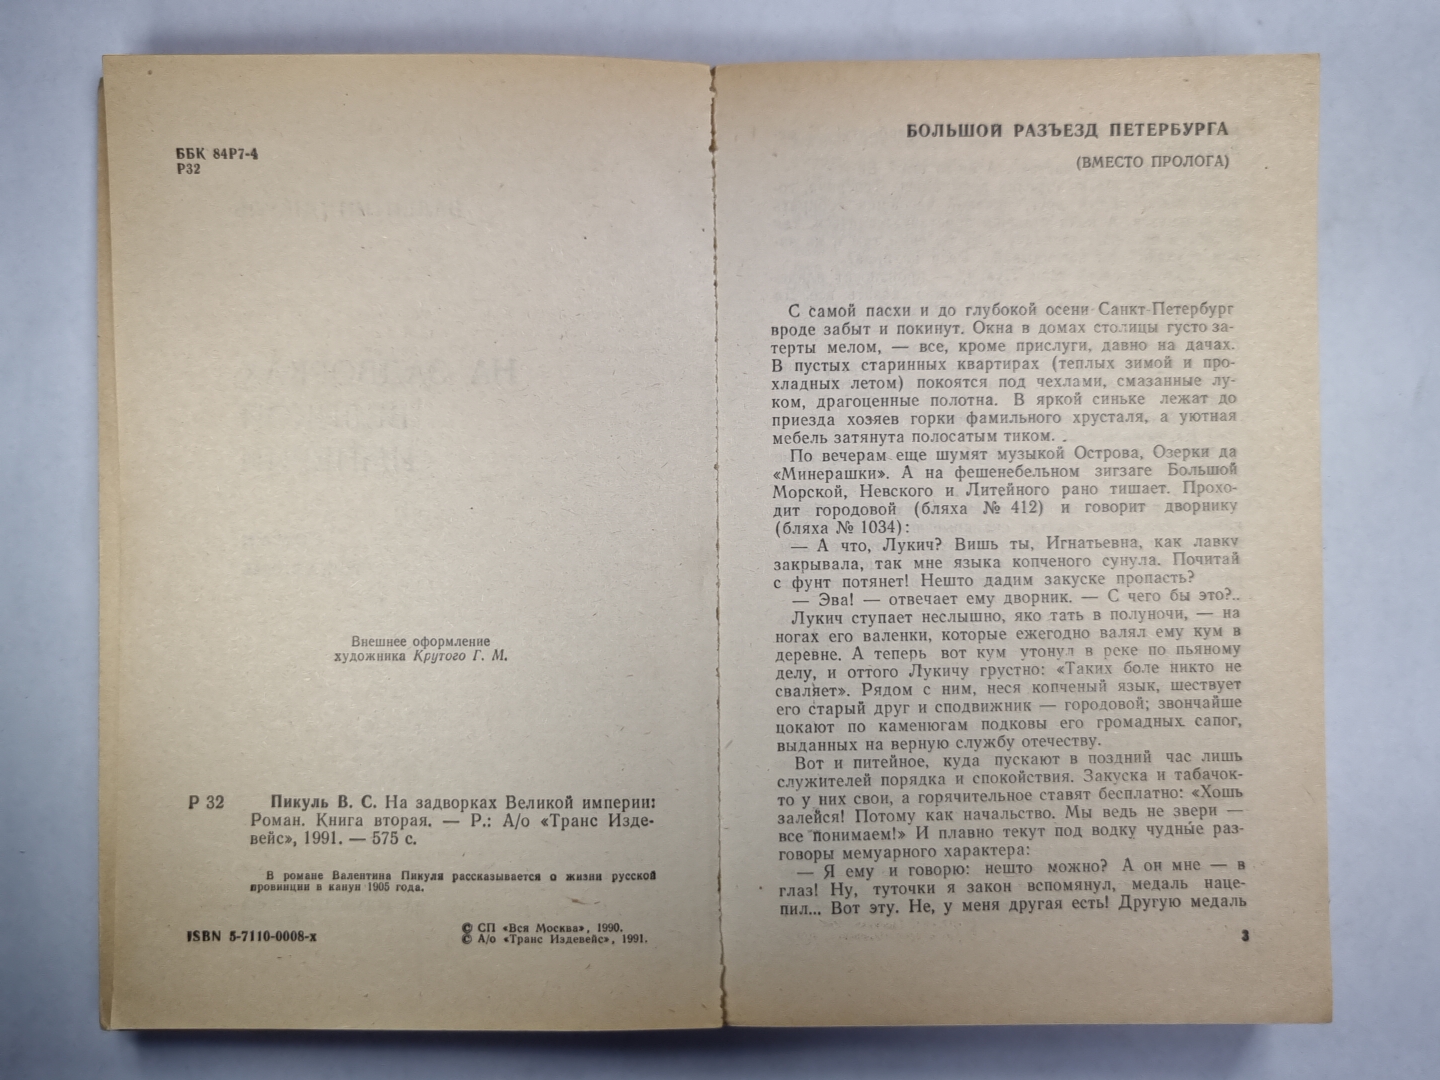 ББК 84Р7-4
Р32
Внешнее оформление
художника Крутого Г. М.
Р 32 Пикуль В. С. На задворках Великой империи:
Роман. Книга вторая. — Р.: А/о «Транс Изде-
вейс», 1991. — 575 с.
В романе Валентина Пикуля рассказывается о жизни русской
провинции в канун 1905 года.
ISBN 5-7110-0008-х
© СП «Вся Москва», 1990.
© А/о «Транс Издевейс», 1991.
БОЛЬШОЙ РАЗЪЕЗД ПЕТЕРБУРГА
(ВМЕСТО ПРОЛОГА)
С самой пасхи и до глубокой осени Санкт-Петербург
вроде забыт и покинут. Окна в домах столицы густо за-
терты мелом, — все, кроме прислуги, давно на дачах.
В пустых старинных квартирах (теплых зимой и про-
хладных летом) покоятся под чехлами, смазанные лу-
ком, драгоценные полотна. В яркой синьке лежат до
приезда хозяев горки фамильного хрусталя, а уютная
мебель затянута полосатым тиком. .
По вечерам еще шумят музыкой Острова, Озерки да
«Минерашки». А на фешенебельном зигзаге Большой
Морской, Невского и Литейного рано тишает. Прохо-
дит городовой (бляха № 412) и говорит дворнику
(бляха № 1034):
— А что, Лукич? Вишь ты, Игнатьевна, как лавку
закрывала, так мне языка копченого сунула. Почитай
с фунт потянет! Нешто дадим закуске пропасть?
— Эва! — отвечает ему дворник. — С чего бы это?..
Лукич ступает неслышно, яко тать в полуночи, — на
ногах его валенки, которые ежегодно валял ему кум в
деревне. А теперь вот кум утонул в реке по пьяному
делу, и оттого Лукичу грустно: «Таких боле никто не
сваляет». Рядом с ним, неся копченый язык, шествует
его старый друг и сподвижник — городовой; звончайше
цокают по каменюгам подковы его громадных сапог,
выданных на верную службу отечеству.
Вот и питейное, куда пускают в поздний час лишь
служителей порядка и спокойствия. Закуска и табачок-
то у них свои, а горячительное ставят бесплатно: «Хошь
залейся! Потому как начальство. Мы ведь не звери —
все понимаем!» И плавно текут под водку чудные раз-
говоры мемуарного характера:
— Я ему и говорю: нешто можно? А он мне — в
глаз! Ну, туточки я закон вспомянул, медаль наце-
пил... Вот эту. Не, у меня другая есть! Другую медаль
3